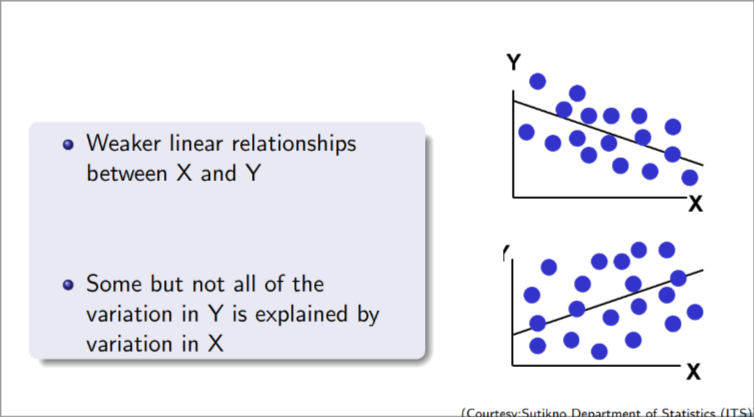 Weaker linear relationships
between X and Y
Some but not all of the
variation in Y is explained by
variation in X
Y
X
Y
X
(Courtesy:Sutikno Department of Statistics (ITS)